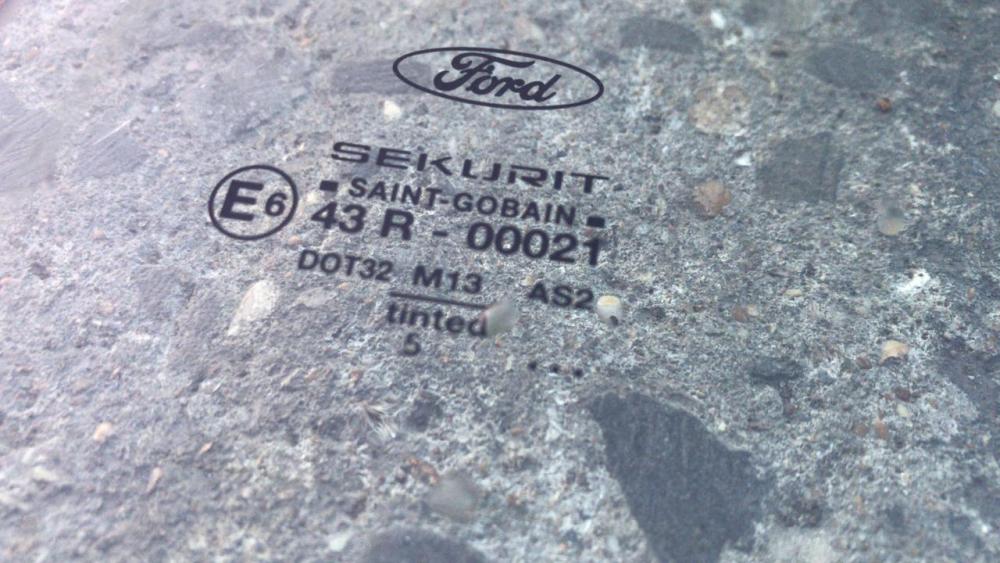 Ford
SEKURIT
SAINT-GOBAIN
E6 43 R - 00021
DOT32 M13 AS2
tinted
5 ...